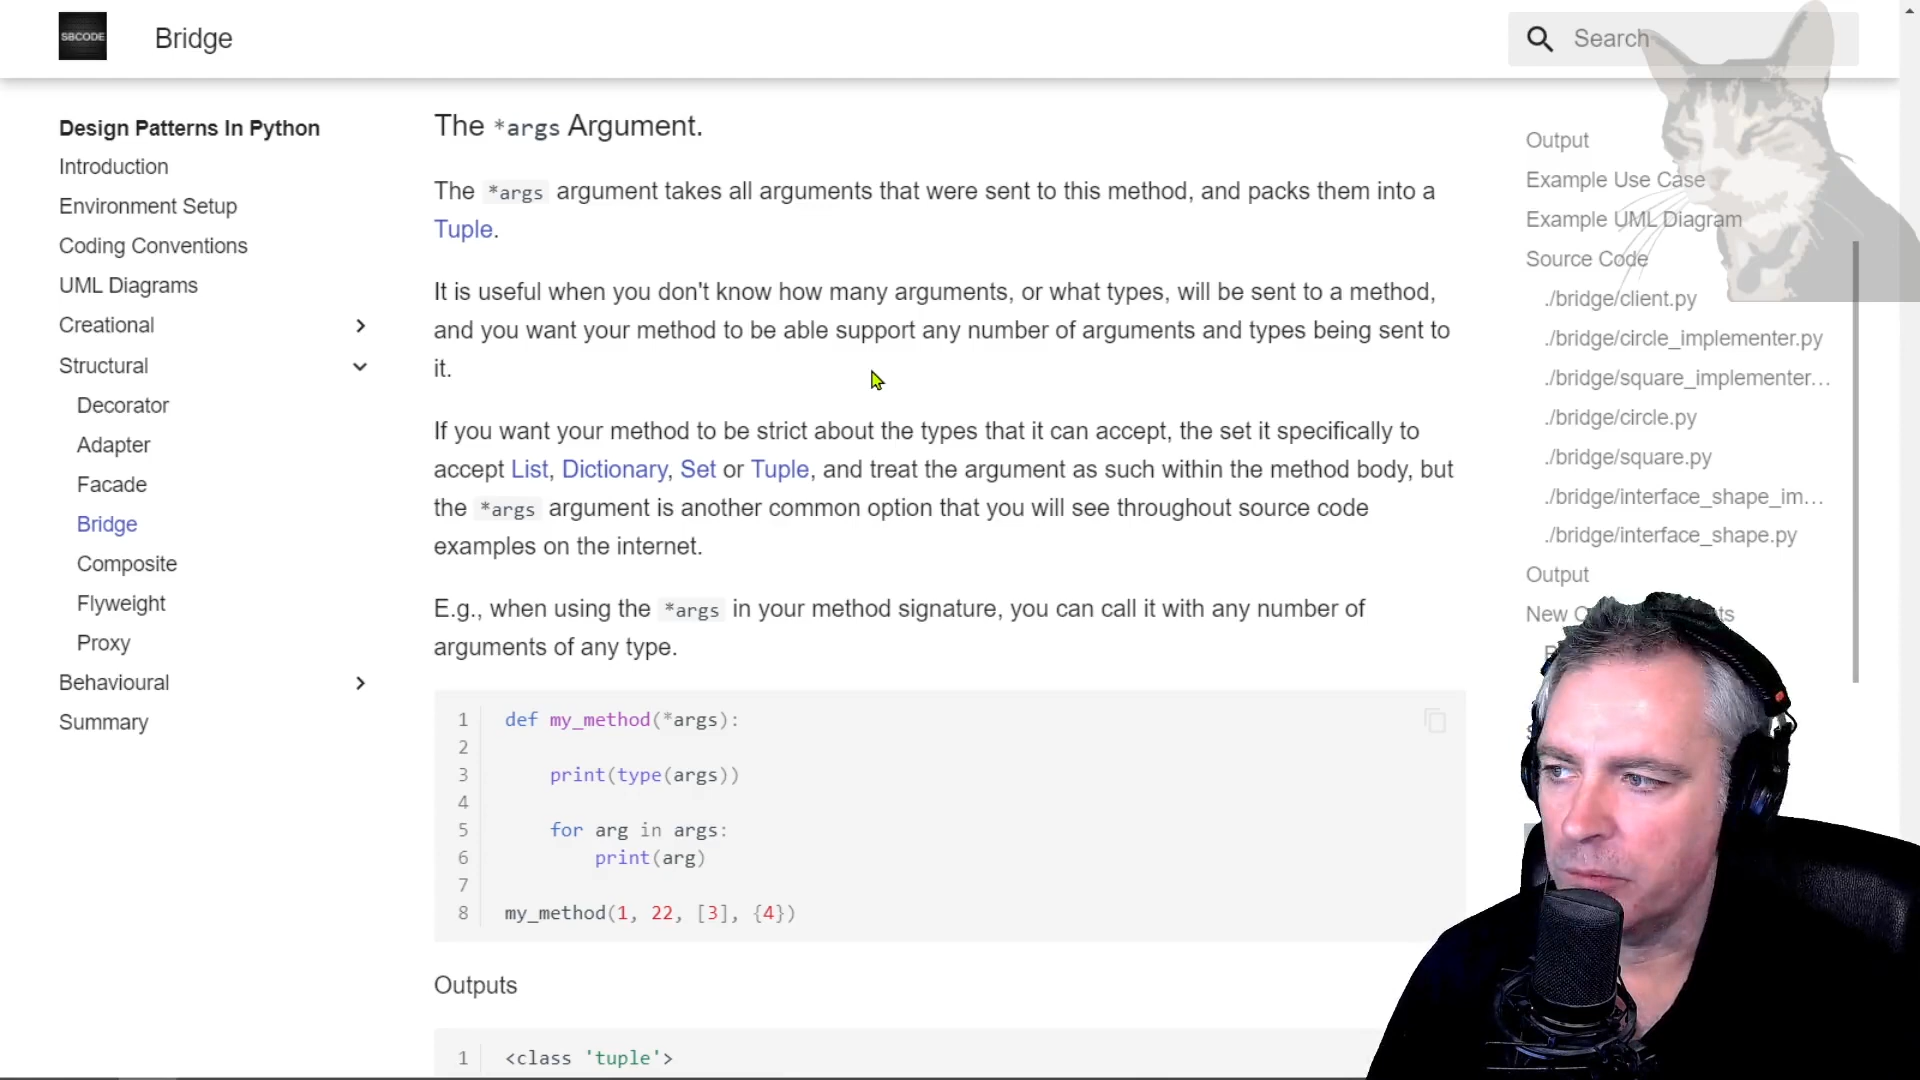 SBCODE
Bridge
Search
Design Patterns In Python
Introduction
Environment Setup
Coding Conventions
UML Diagrams
Creational
Structural
Decorator
Adapter
Facade
Bridge
Composite
Flyweight
Proxy
Behavioural
Summary
The *args Argument.
The *args argument takes all arguments that were sent to this method, and packs them into a
Tuple.
It is useful when you don't know how many arguments, or what types, will be sent to a method,
and you want your method to be able support any number of arguments and types being sent to
it.
If you want your method to be strict about the types that it can accept, the set it specifically to
accept List, Dictionary, Set or Tuple, and treat the argument as such within the method body, but
the *args argument is another common option that you will see throughout source code
examples on the internet.
E.g., when using the *args in your method signature, you can call it with any number of
arguments of any type.
1 def my_method(*args):
2
3 print(type(args))
4
5 for arg in args:
6 print(arg)
7
8 my_method(1, 22, [3], {4})
Outputs
1 <class 'tuple'>
Output
Example Use Case
Example UML Diagram
Source Code
./bridge/client.py
./bridge/circle_implementer.py
./bridge/square_implementer...
./bridge/circle.py
./bridge/square.py
./bridge/interface_shape_im...
./bridge/interface_shape.py
Output
New